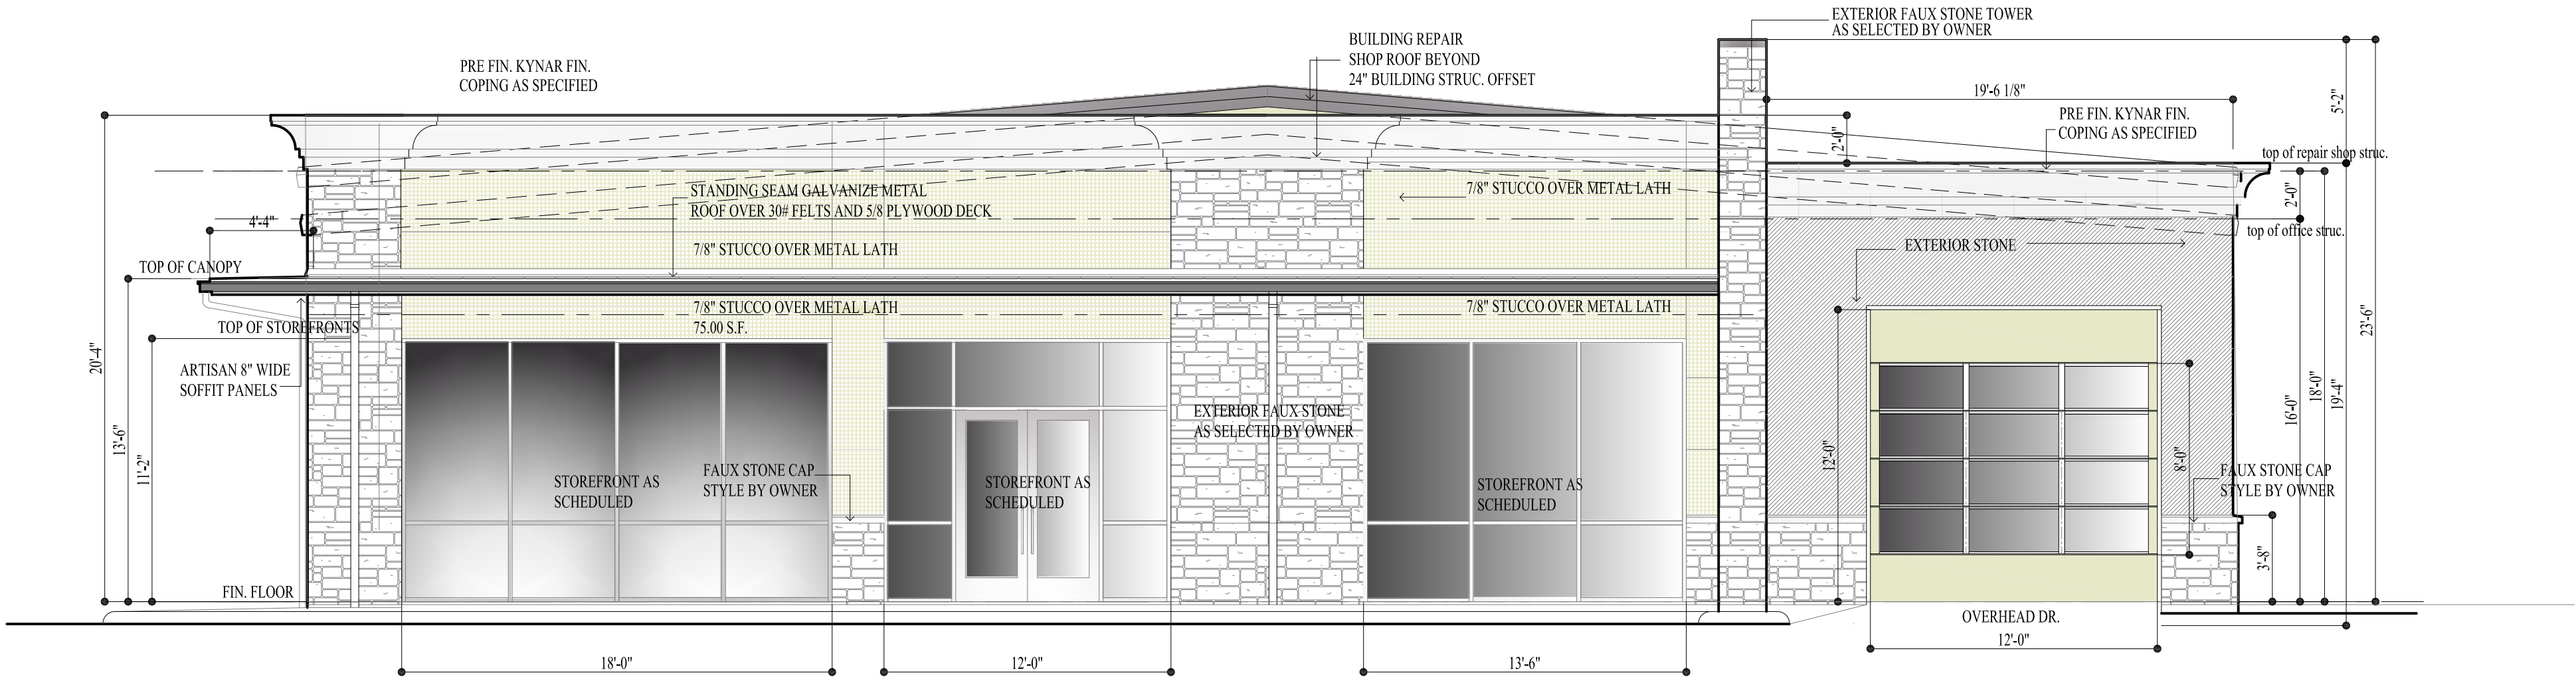 EXTERIOR FAUX STONE TOWER
AS SELECTED BY OWNER
BUILDING REPAIR
SHOP ROOF BEYOND
24" BUILDING STRUC. OFFSET
PRE FIN. KYNAR FIN.
COPING AS SPECIFIED
19'-6 1/8"
5'-2"
PRE FIN. KYNAR FIN.
COPING AS SPECIFIED
2'-0"
top of repair shop struc.
STANDING SEAM GALVANIZE METAL
ROOF OVER 30# FELTS AND 5/8 PLYWOOD DECK
7/8" STUCCO OVER METAL LATH
2'-0"
4'-4"
top of office struc.
7/8" STUCCO OVER METAL LATH
EXTERIOR STONE
TOP OF CANOPY
7/8" STUCCO OVER METAL LATH
75.00 S.F.
7/8" STUCCO OVER METAL LATH
TOP OF STOREFRONTS
23'-6"
20'-4"
ARTISAN 8" WIDE
SOFFIT PANELS
18'-0"
19'-4"
16'-0"
EXTERIOR FAUX STONE
AS SELECTED BY OWNER
13'-6"
11'-2"
12'-0"
8'-0"
FAUX STONE CAP
STYLE BY OWNER
STOREFRONT AS
SCHEDULED
STOREFRONT AS
SCHEDULED
STOREFRONT AS
SCHEDULED
FAUX STONE CAP
STYLE BY OWNER
3'-8"
FIN. FLOOR
OVERHEAD DR.
12'-0"
18'-0"
12'-0"
13'-6"